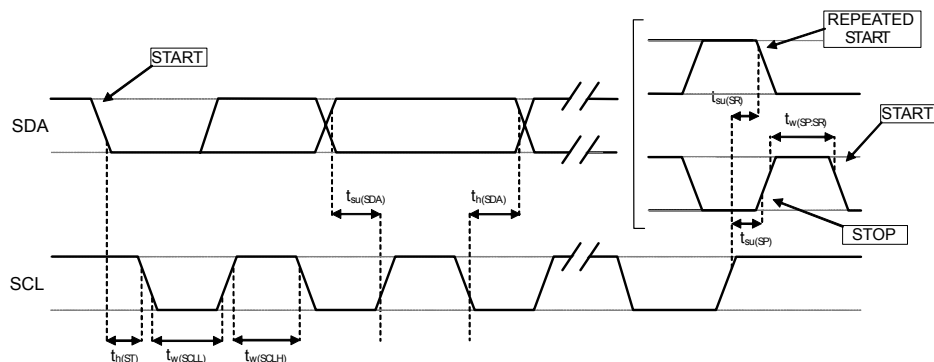 REPEATED
START
START
t_su(SR)
t_w(SP:SR)
START
SDA
t_su(SDA)
t_h(SDA)
t_su(SP)
STOP
SCL
t_h(ST)
t_w(SCLL)
t_w(SCLH)